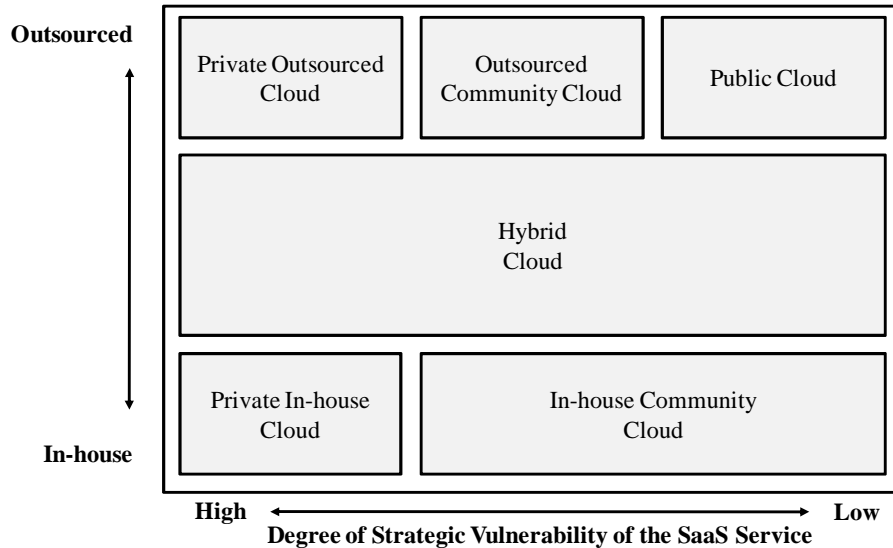 Outsourced
Private Outsourced
Cloud
Outsourced
Community Cloud
Public Cloud
Hybrid
Cloud
Private In-house
Cloud
In-house Community
Cloud
In-house
High
Low
Degree of Strategic Vulnerability of the SaaS Service